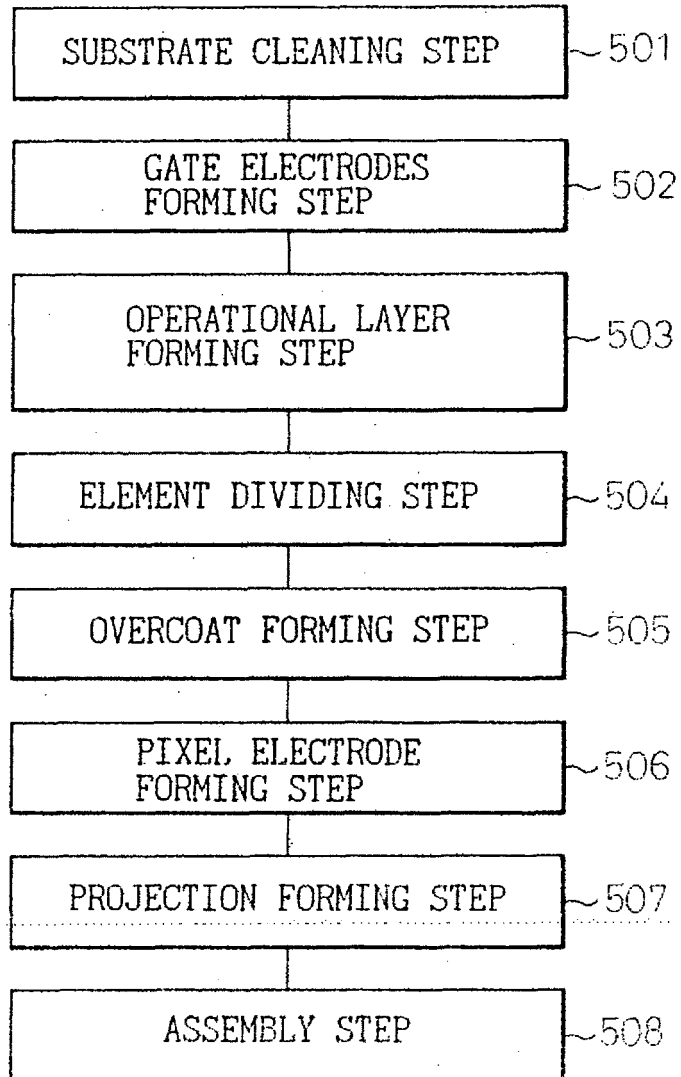 SUBSTRATE CLEANING STEP 501
GATE ELECTRODES
FORMING STEP 502
OPERATIONAL LAYER
FORMING STEP 503
ELEMENT DIVIDING STEP 504
OVERCOAT FORMING STEP 505
PIXEL ELECTRODE
FORMING STEP 506
PROJECTION FORMING STEP 507
ASSEMBLY STEP 508